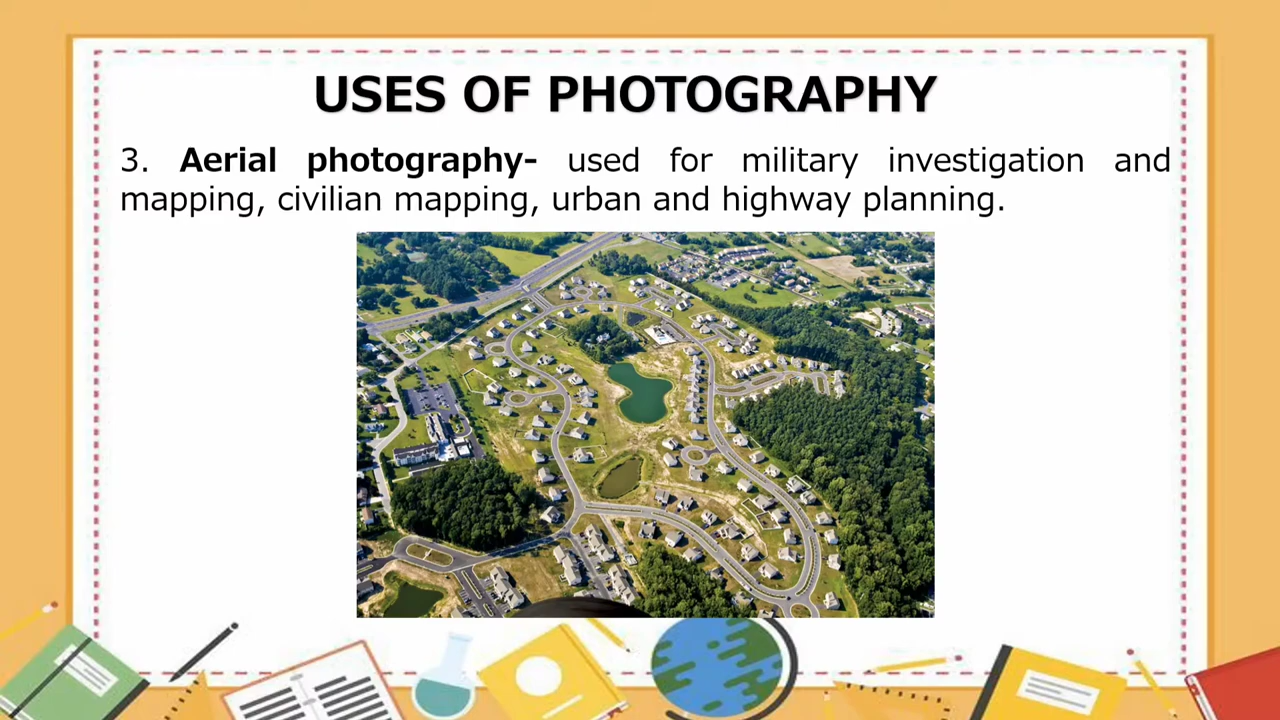 USES OF PHOTOGRAPHY
3. Aerial photography- used for military investigation and
mapping, civilian mapping, urban and highway planning.